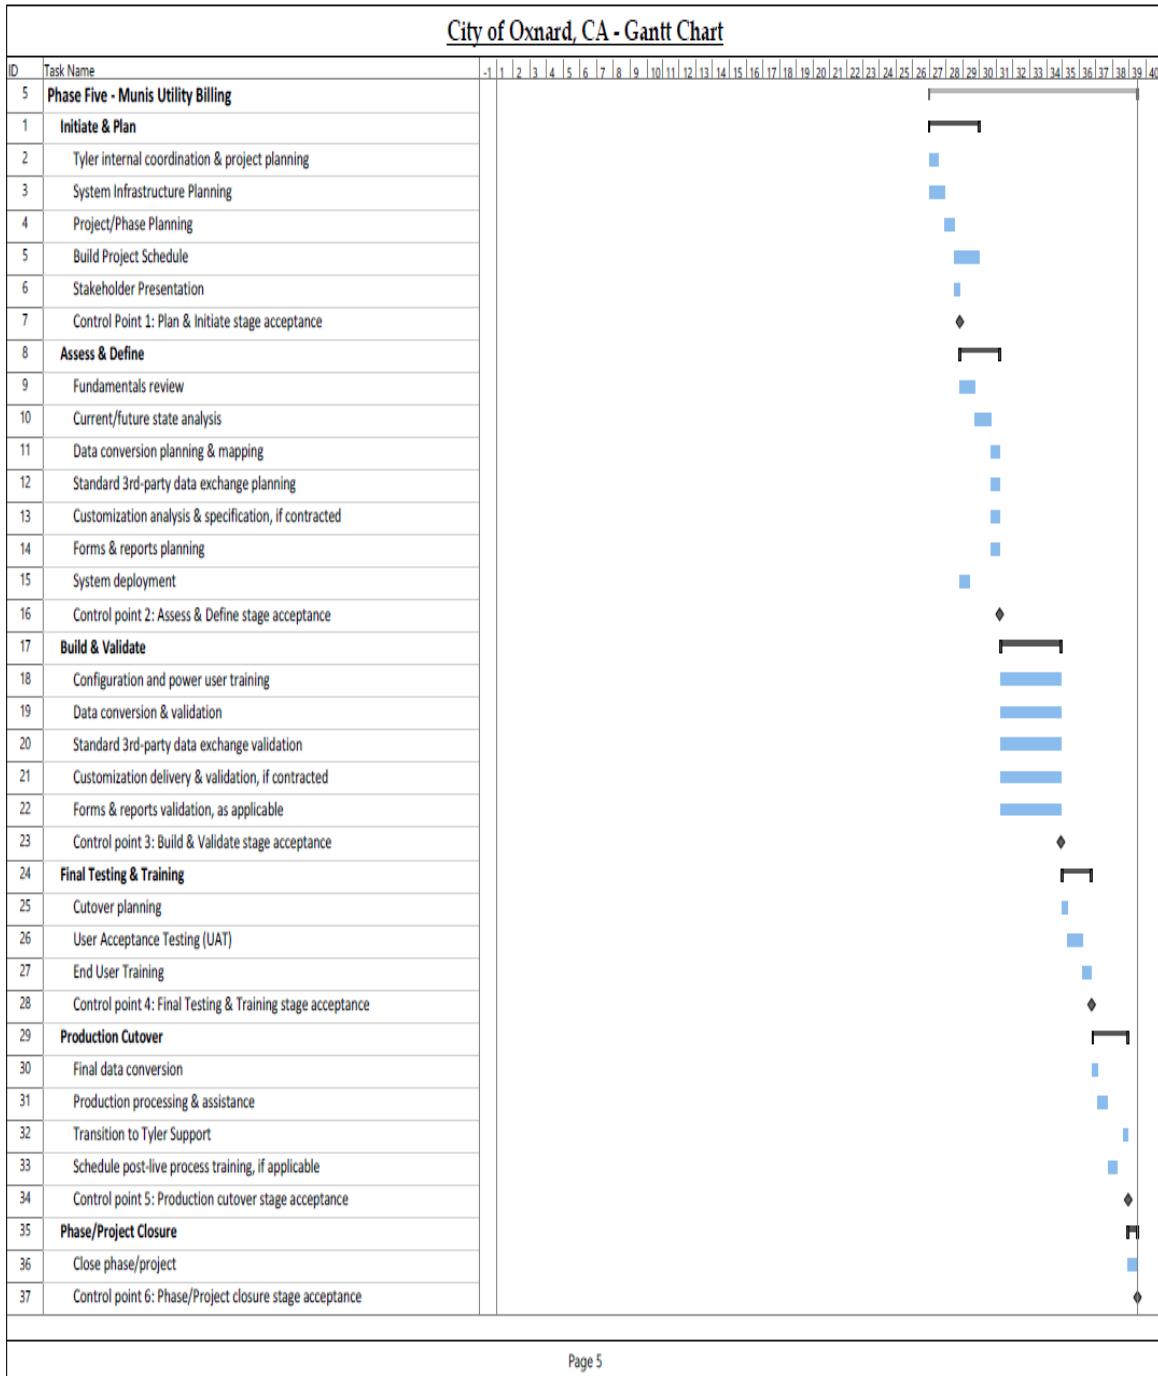 City of Oxnard, CA - Gantt Chart
ID Task Name -1 1 2 3 4 5 6 7 8 9 10 11 12 13 14 15 16 17 18 19 20 21 22 23 24 25 26 27 28 29 30 31 32 33 34 35 36 37 38 39 40
5 Phase Five - Munis Utility Billing
1 Initiate & Plan
2 Tyler internal coordination & project planning
3 System Infrastructure Planning
4 Project/Phase Planning
5 Build Project Schedule
6 Stakeholder Presentation
7 Control Point 1: Plan & Initiate stage acceptance
8 Assess & Define
9 Fundamentals review
10 Current/future state analysis
11 Data conversion planning & mapping
12 Standard 3rd-party data exchange planning
13 Customization analysis & specification, if contracted
14 Forms & reports planning
15 System deployment
16 Control point 2: Assess & Define stage acceptance
17 Build & Validate
18 Configuration and power user training
19 Data conversion & validation
20 Standard 3rd-party data exchange validation
21 Customization delivery & validation, if contracted
22 Forms & reports validation, as applicable
23 Control point 3: Build & Validate stage acceptance
24 Final Testing & Training
25 Cutover planning
26 User Acceptance Testing (UAT)
27 End User Training
28 Control point 4: Final Testing & Training stage acceptance
29 Production Cutover
30 Final data conversion
31 Production processing & assistance
32 Transition to Tyler Support
33 Schedule post-live process training, if applicable
34 Control point 5: Production cutover stage acceptance
35 Phase/Project Closure
36 Close phase/project
37 Control point 6: Phase/Project closure stage acceptance
Page 5